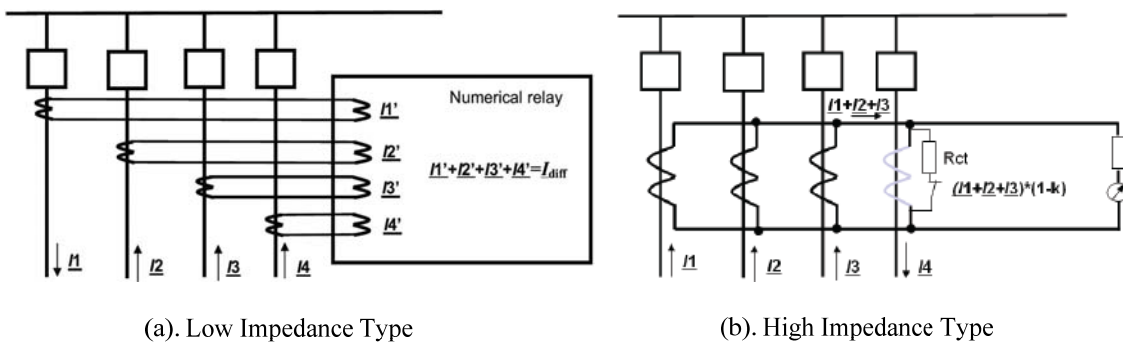 Numerical relay
I1'
I2'
I1'+I2'+I3'+I4'=Idiff
I3'
I4'
I1
I2
I3
I4
(a). Low Impedance Type
I1+I2+I3
Rct
(I1+I2+I3)*(1-k)
I1
I2
I3
I4
(b). High Impedance Type